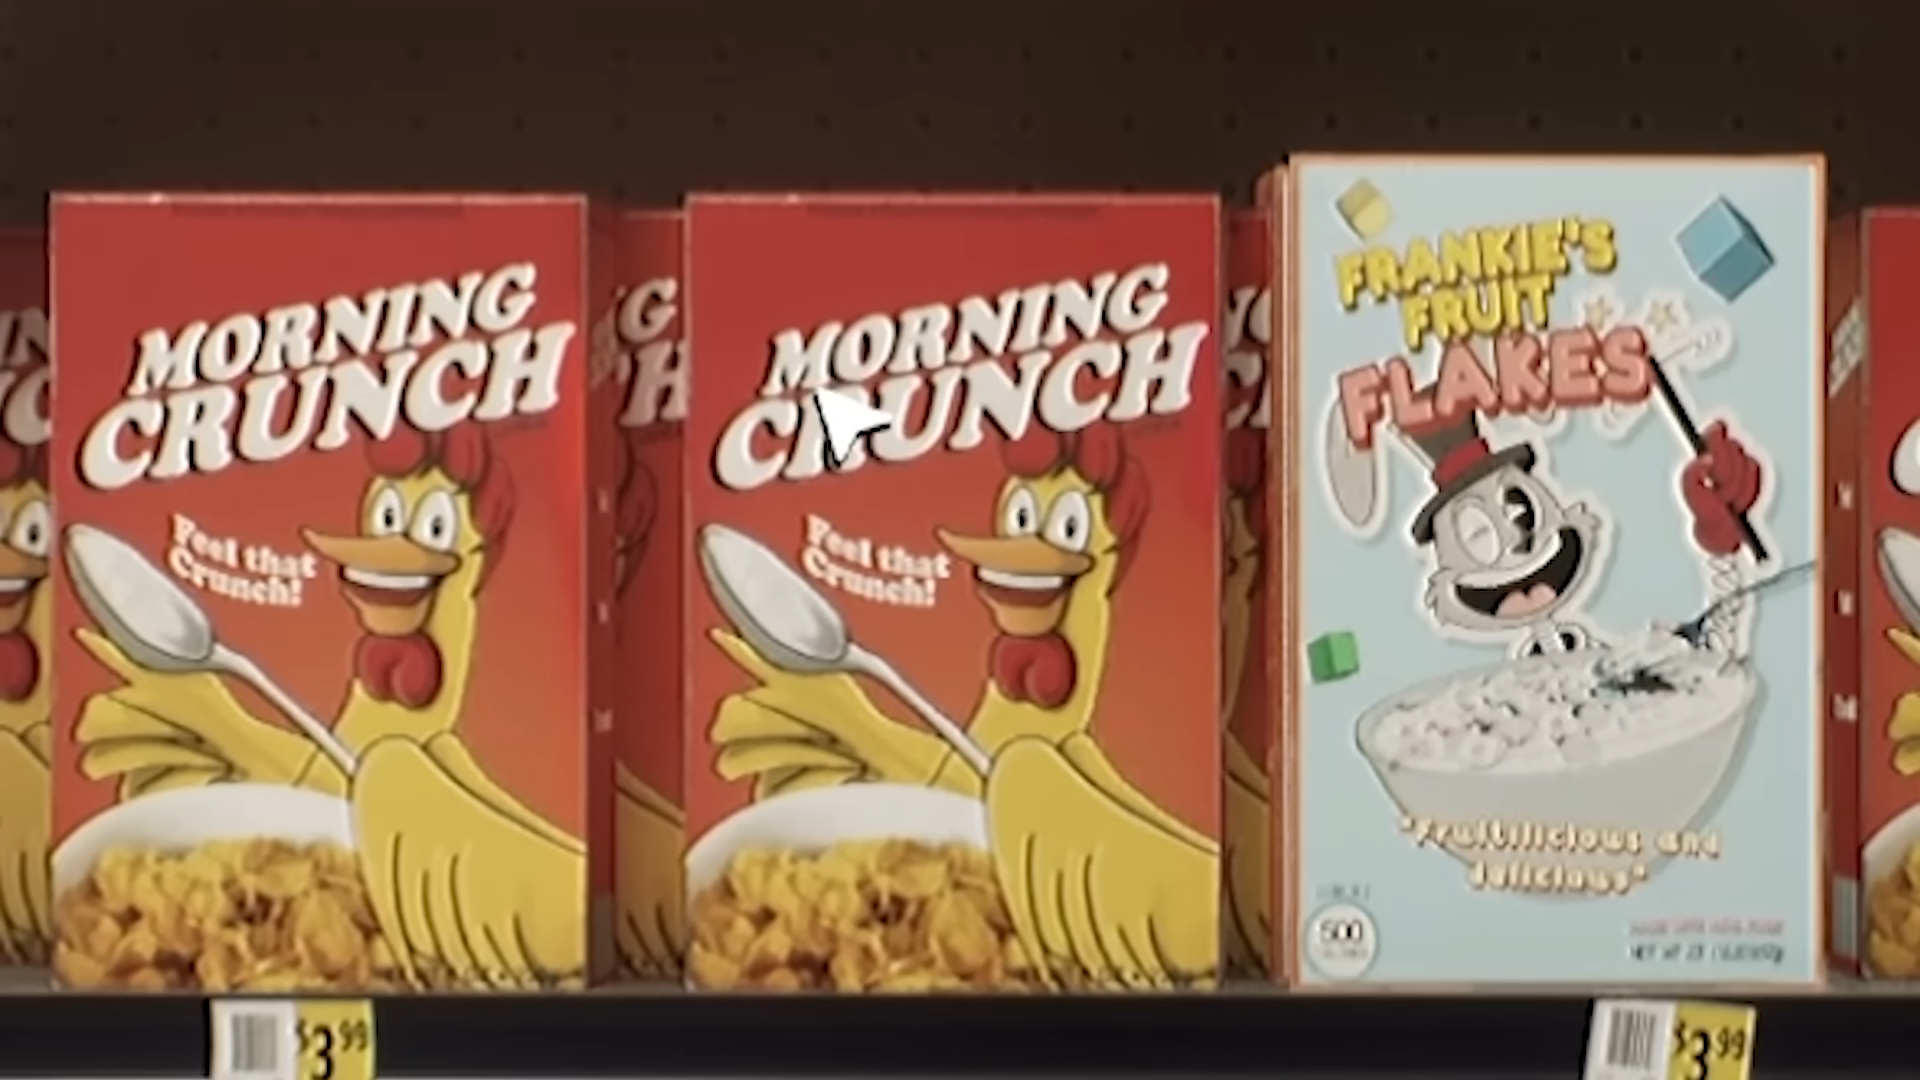 MORNING
CRUNCH
Feel that
Crunch!
MORNING
CRUNCH
Feel that
Crunch!
FRANKIE'S
FRUIT
FLAKES
"Fruitilicious and
delicious"
500
$3.99
$3.99